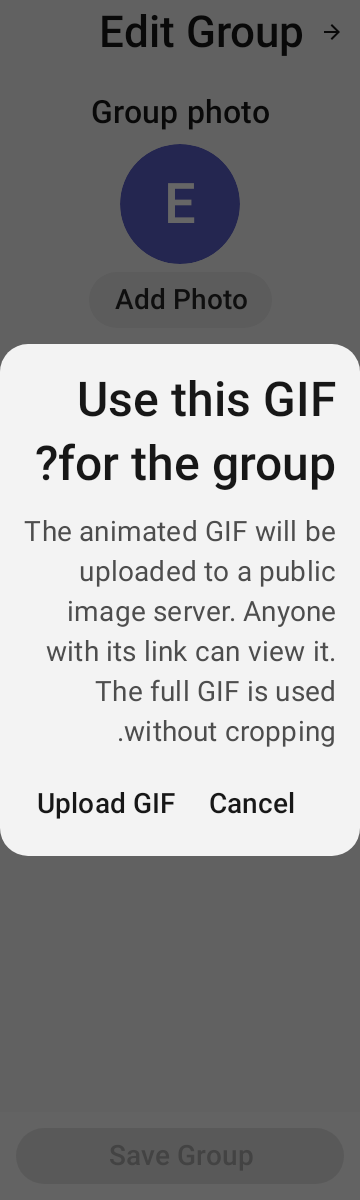 Edit Group →
Group photo
E
Add Photo
Use this GIF
for the group?
The animated GIF will be
uploaded to a public
image server. Anyone
with its link can view it.
The full GIF is used
without cropping.
Upload GIF Cancel
Save Group